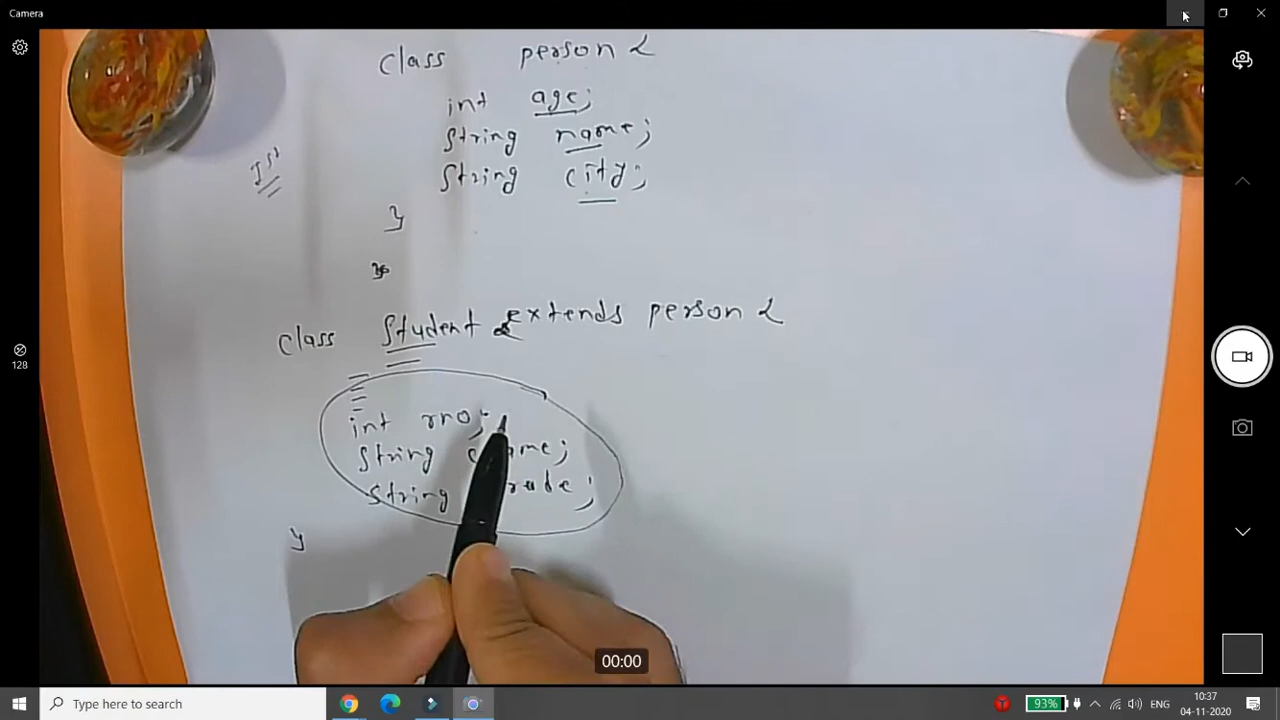 Camera
class person {
int age;
String name;
Ist
String city;
}
class Student extends person {
int rno;
String
String
}
128
00:00
Type here to search
93%
ENG
10:37
04-11-2020